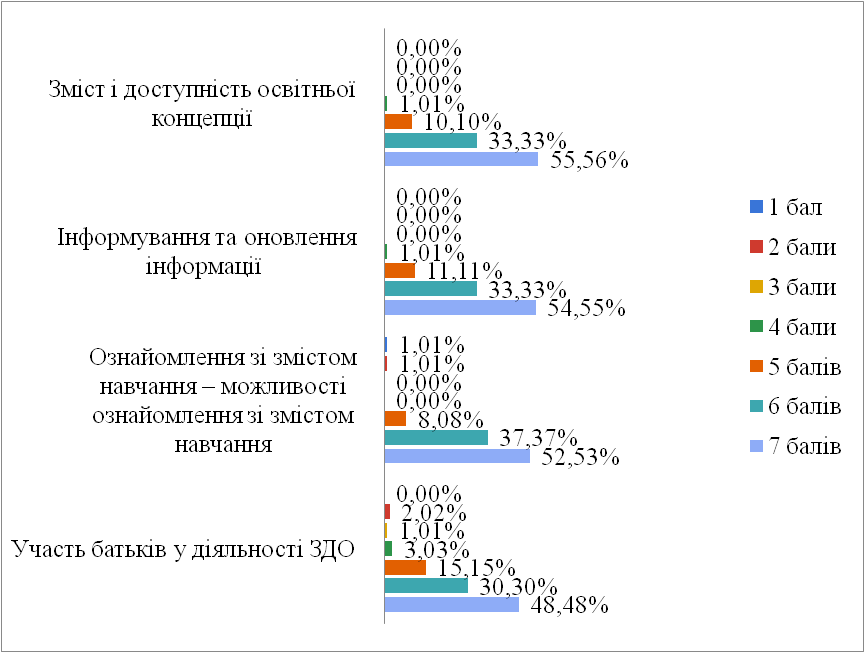 Зміст і доступність освітньої
концепції
0,00%
0,00%
0,00%
1,01%
10,10%
33,33%
55,56%
Інформування та оновлення
інформації
0,00%
0,00%
0,00%
1,01%
11,11%
33,33%
54,55%
Ознайомлення зі змістом
навчання – можливості
ознайомлення зі змістом
навчання
1,01%
1,01%
0,00%
0,00%
8,08%
37,37%
52,53%
Участь батьків у діяльності ЗДО
0,00%
2,02%
1,01%
3,03%
15,15%
30,30%
48,48%
1 бал
2 бали
3 бали
4 бали
5 балів
6 балів
7 балів